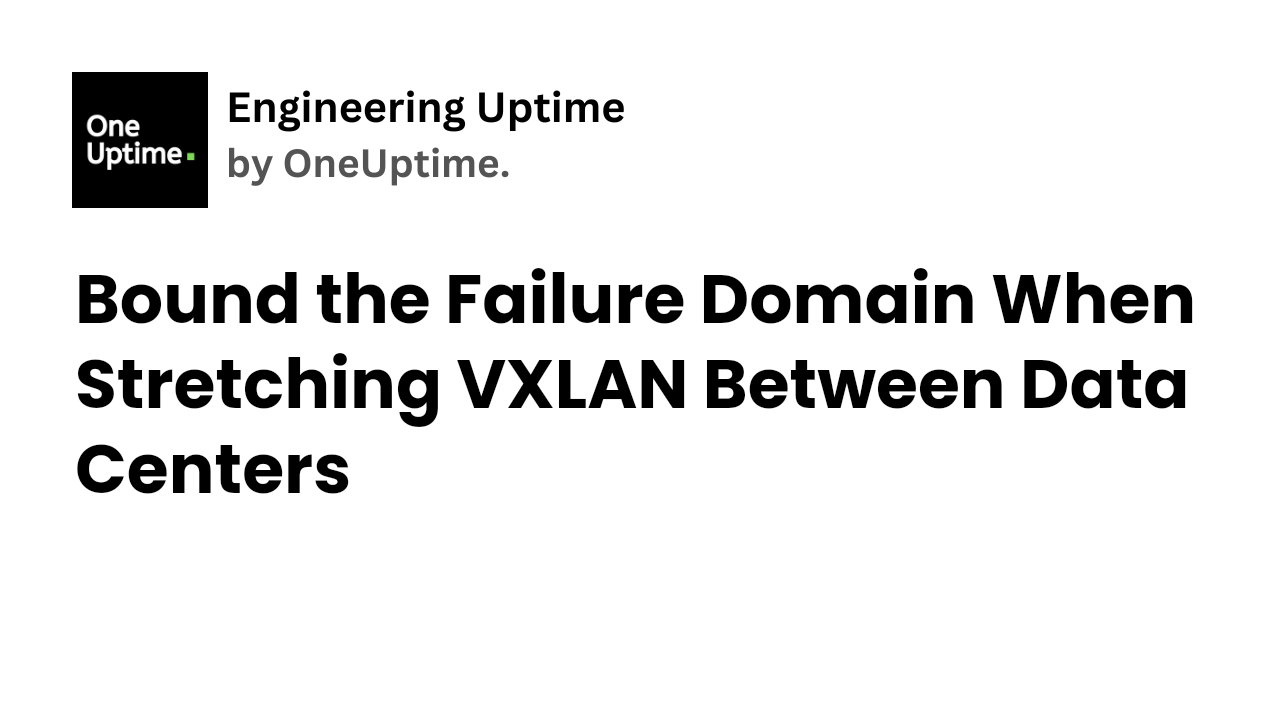 One
Uptime
Engineering Uptime
by OneUptime.
Bound the Failure Domain When
Stretching VXLAN Between Data
Centers